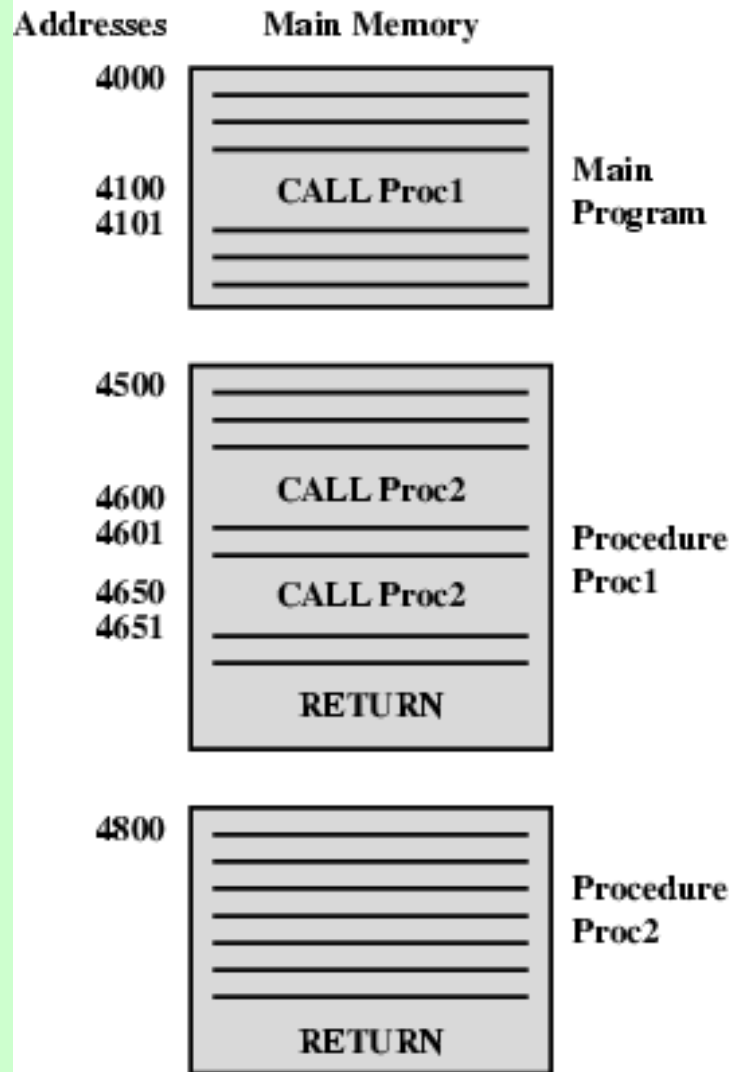 Addresses Main Memory
4000
4100 CALL Proc1
4101
Main
Program
4500
4600 CALL Proc2
4601
4650 CALL Proc2
4651
RETURN
Procedure
Proc1
4800
RETURN
Procedure
Proc2